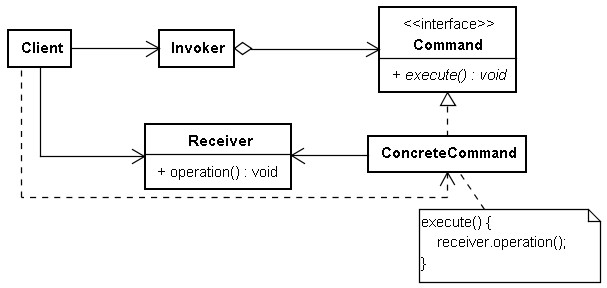 Client
Invoker
<<interface>>
Command
+ execute() : void
Receiver
+ operation() : void
ConcreteCommand
execute() {
receiver.operation();
}